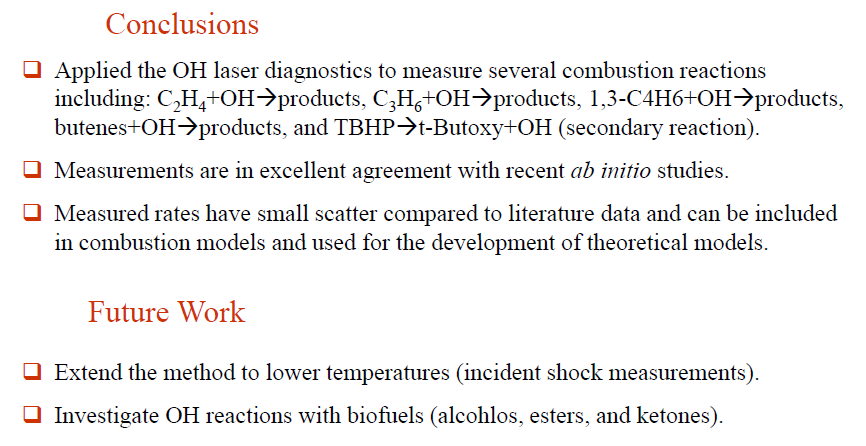 Conclusions
❑ Applied the OH laser diagnostics to measure several combustion reactions
including: C₂H₄+OH→products, C₃H₆+OH→products, 1,3-C4H6+OH→products,
butenes+OH→products, and TBHP→t-Butoxy+OH (secondary reaction).
❑ Measurements are in excellent agreement with recent ab initio studies.
❑ Measured rates have small scatter compared to literature data and can be included
in combustion models and used for the development of theoretical models.
Future Work
❑ Extend the method to lower temperatures (incident shock measurements).
❑ Investigate OH reactions with biofuels (alcohlos, esters, and ketones).